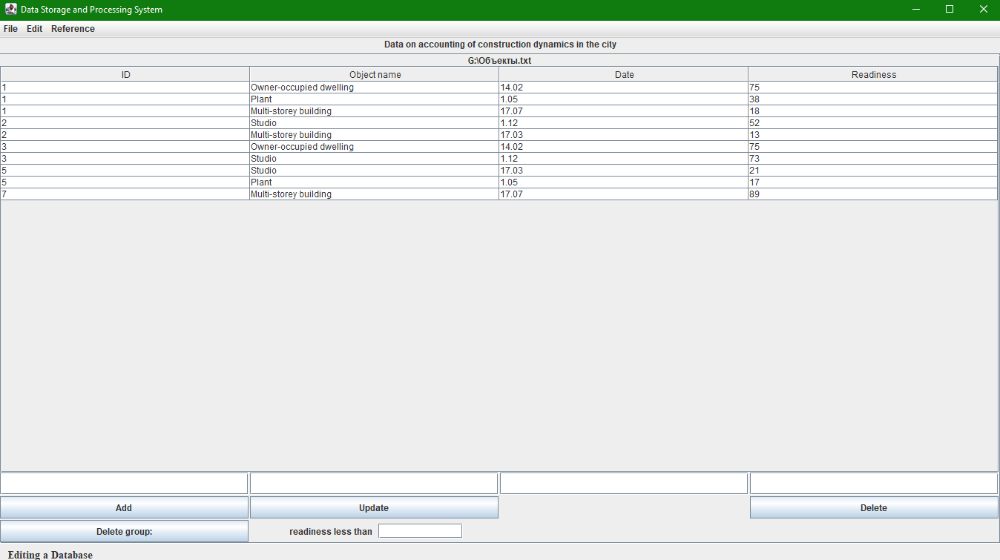 Data Storage and Processing System
File Edit Reference
Data on accounting of construction dynamics in the city
G:\Объекты.txt
ID Object name Date Readiness
1 Owner-occupied dwelling 14.02 75
1 Plant 1.05 38
1 Multi-storey building 17.07 18
2 Studio 1.12 52
2 Multi-storey building 17.03 13
3 Owner-occupied dwelling 14.02 75
3 Studio 1.12 73
5 Studio 17.03 21
5 Plant 1.05 17
7 Multi-storey building 17.07 89
Add Update Delete
Delete group: readiness less than
Editing a Database